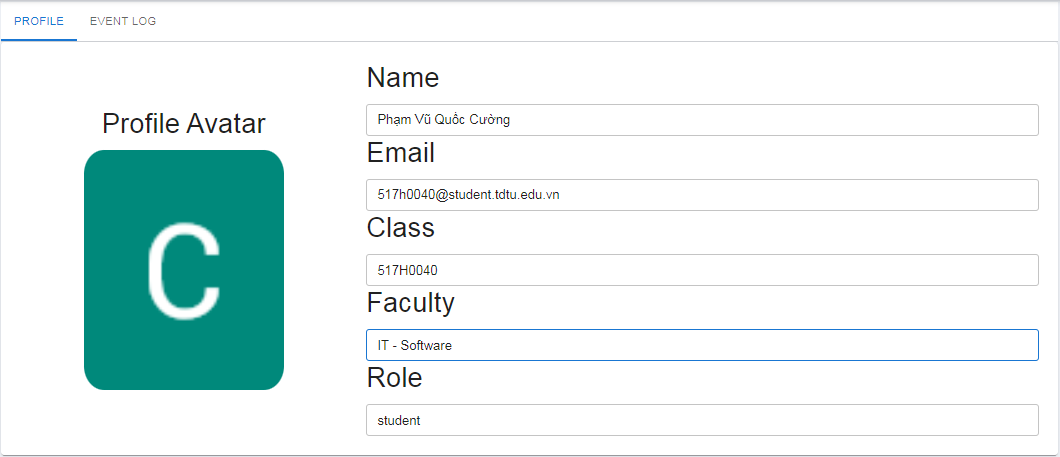 PROFILE EVENT LOG
Profile Avatar
C
Name
Phạm Vũ Quốc Cường
Email
517h0040@student.tdtu.edu.vn
Class
517H0040
Faculty
IT - Software
Role
student